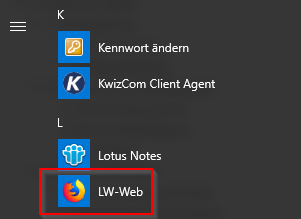 K
Kennwort ändern
KwizCom Client Agent
L
Lotus Notes
LW-Web